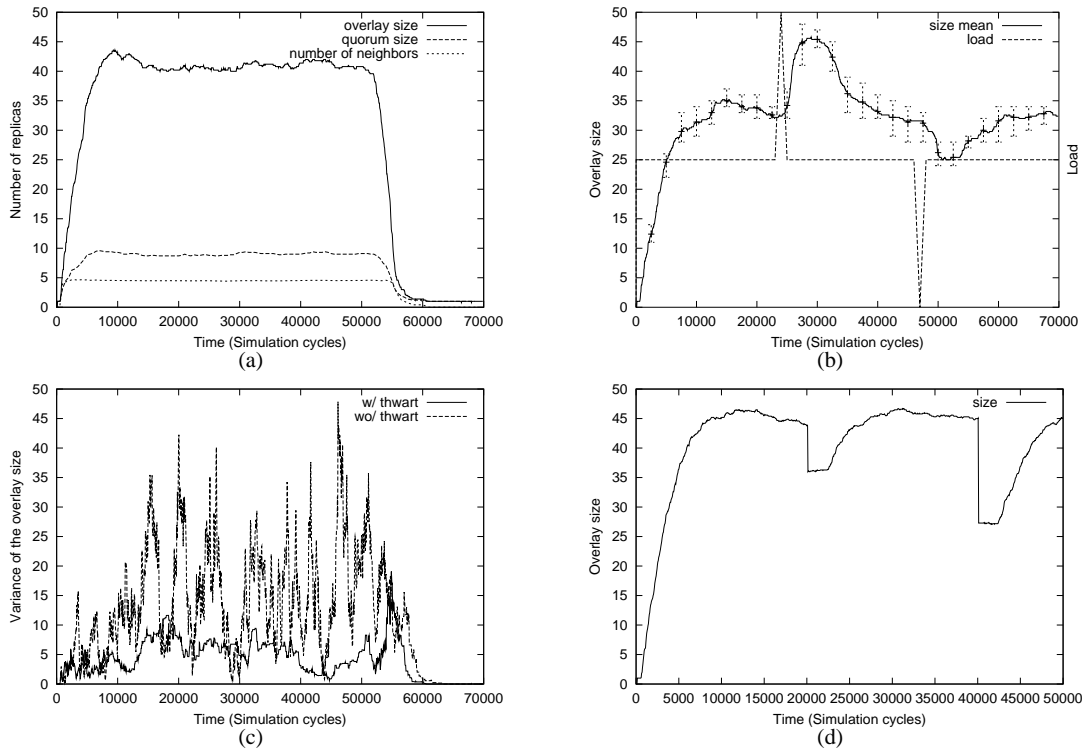 overlay size
quorum size
number of neighbors
Number of replicas
50
45
40
35
30
25
20
15
10
5
0
0 10000 20000 30000 40000 50000 60000 70000
Time (Simulation cycles)
(a)
size mean
load
Overlay size
Load
50
45
40
35
30
25
20
15
10
5
0
0 10000 20000 30000 40000 50000 60000 70000
Time (Simulation cycles)
(b)
w/ thwart
wo/ thwart
Variance of the overlay size
50
45
40
35
30
25
20
15
10
5
0
0 10000 20000 30000 40000 50000 60000 70000
Time (Simulation cycles)
(c)
size
Overlay size
50
45
40
35
30
25
20
15
10
5
0
0 5000 10000 15000 20000 25000 30000 35000 40000 45000 50000
Time (Simulation cycles)
(d)